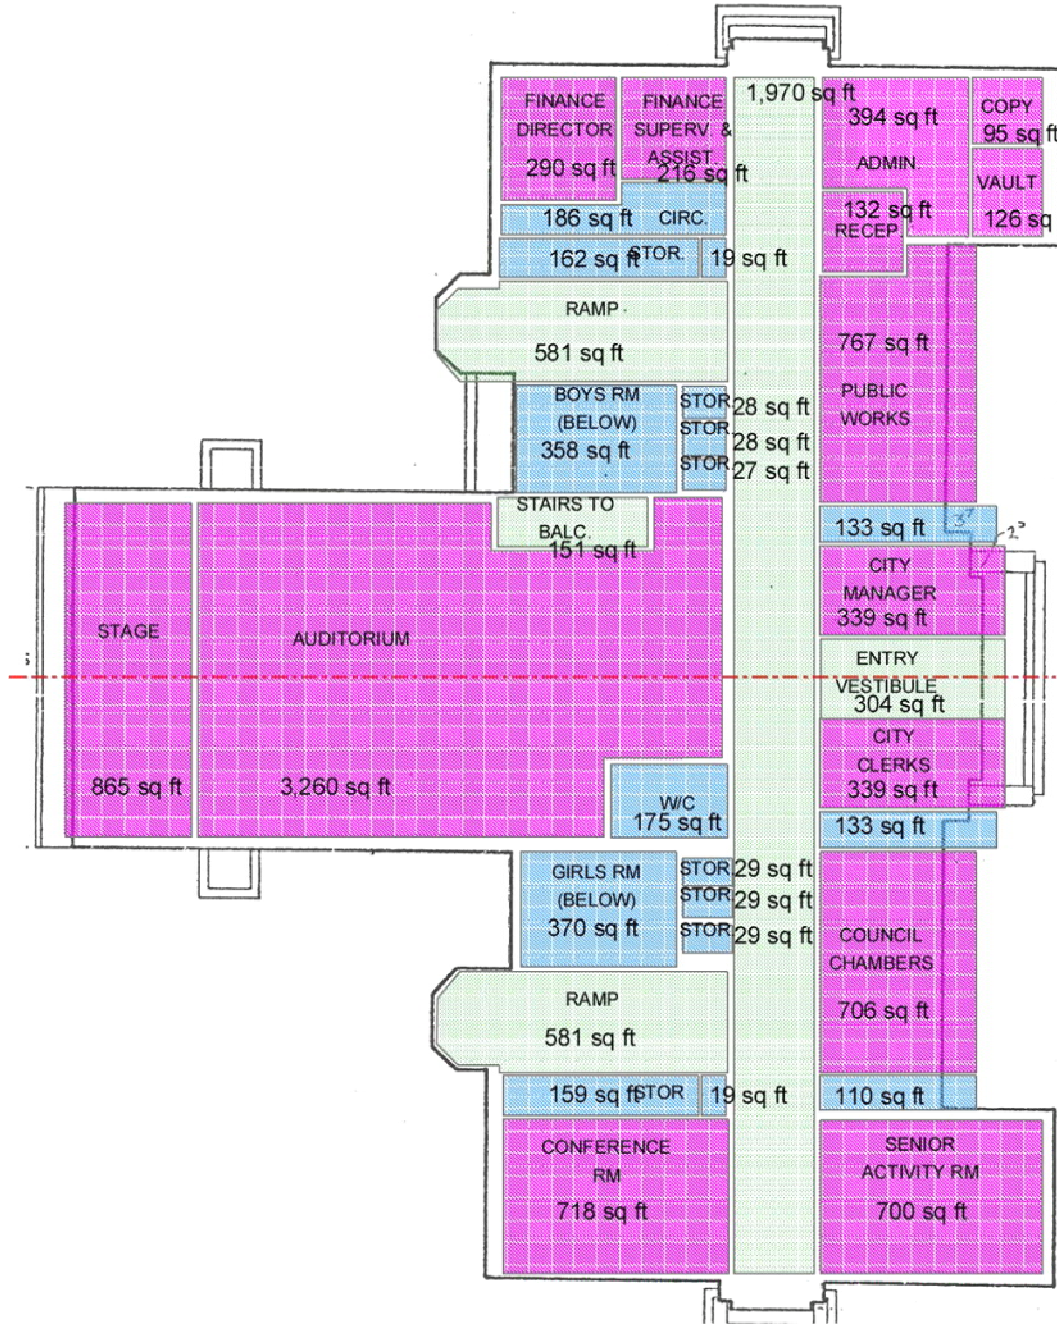 FINANCE
DIRECTOR
290 sq ft
FINANCE
SUPERV &
ASSIST.
216 sq ft
1,970 sq ft
394 sq ft
ADMIN.
COPY
95 sq ft
VAULT
126 sq
132 sq ft
RECEP.
186 sq ft
CIRC.
162 sq ft
STOR.
19 sq ft
RAMP
581 sq ft
767 sq ft
PUBLIC
WORKS
BOYS RM
(BELOW)
358 sq ft
STOR.
28 sq ft
STOR.
28 sq ft
STOR.
27 sq ft
STAIRS TO
BALC.
151 sq ft
133 sq ft
CITY
MANAGER
339 sq ft
STAGE
AUDITORIUM
ENTRY
VESTIBULE
304 sq ft
CITY
CLERKS
339 sq ft
865 sq ft
3,260 sq ft
W/C
175 sq ft
133 sq ft
GIRLS RM
(BELOW)
370 sq ft
STOR.
29 sq ft
STOR.
29 sq ft
STOR.
29 sq ft
COUNCIL
CHAMBERS
706 sq ft
RAMP
581 sq ft
159 sq ft
STOR
19 sq ft
110 sq ft
CONFERENCE
RM
718 sq ft
SENIOR
ACTIVITY RM
700 sq ft